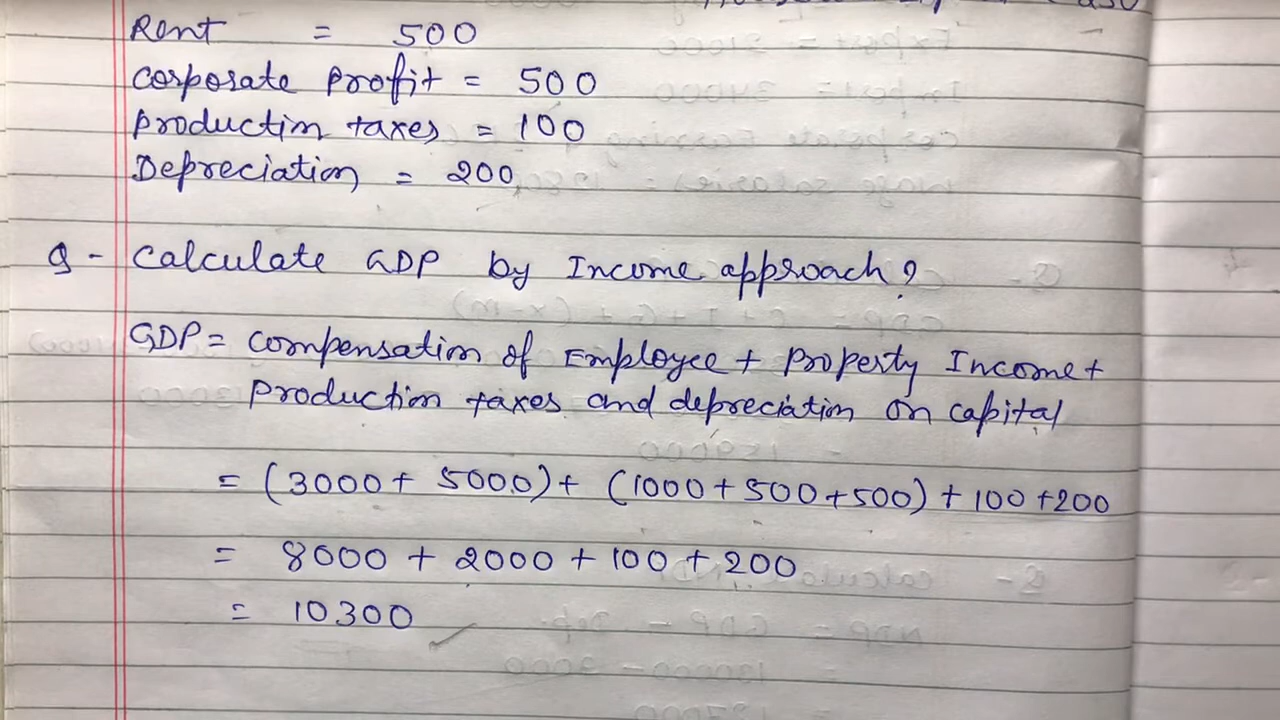 Rent = 500
Corporate Profit = 500
Production taxes = 100
Depreciation = 200
Q - Calculate GDP by Income approach?
GDP = Compensation of Employee + Property Income +
Production taxes and depreciation on capital
= (3000 + 5000) + (1000 + 500 + 500) + 100 + 200
= 8000 + 2000 + 100 + 200
= 10300